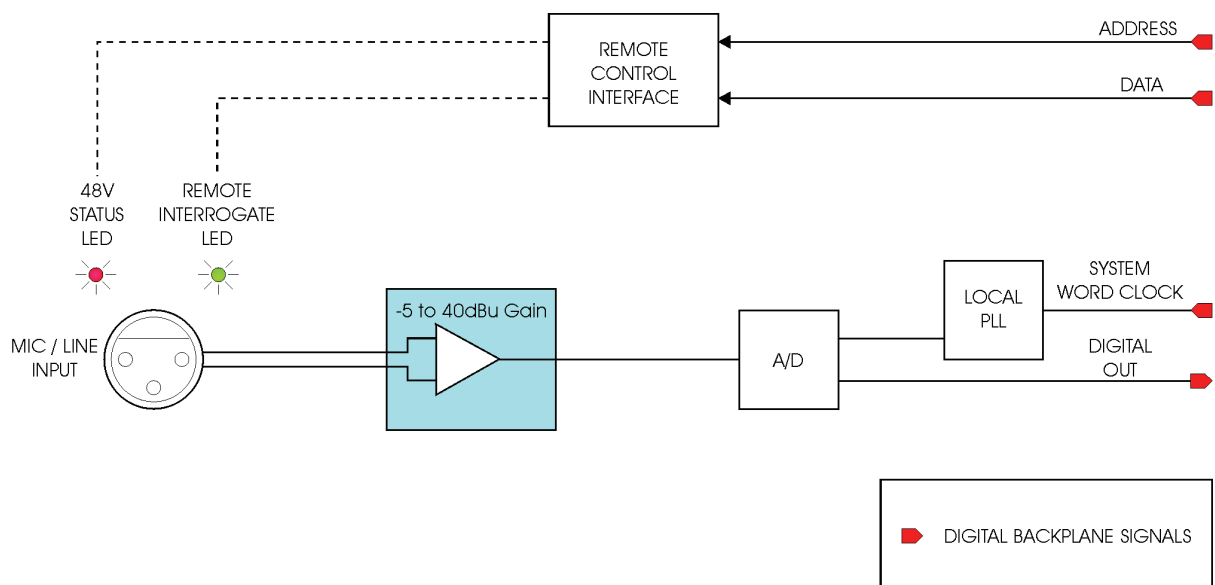 REMOTE
CONTROL
INTERFACE
ADDRESS
DATA
48V
STATUS
LED
REMOTE
INTERROGATE
LED
MIC / LINE
INPUT
-5 to 40dBu Gain
A/D
LOCAL
PLL
SYSTEM
WORD CLOCK
DIGITAL
OUT
DIGITAL BACKPLANE SIGNALS